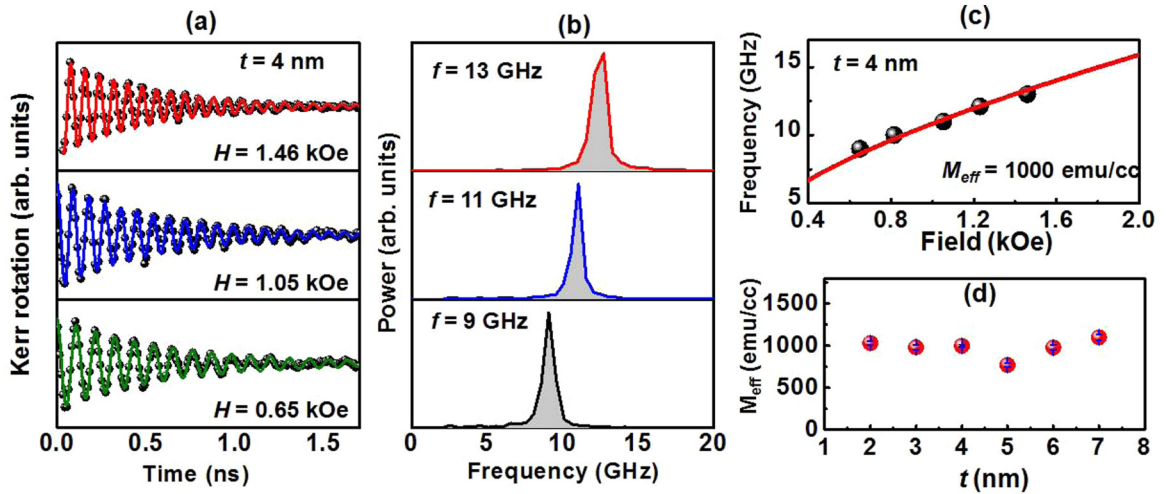 (a)
Kerr rotation (arb. units)
t = 4 nm
H = 1.46 kOe
H = 1.05 kOe
H = 0.65 kOe
0.0 0.5 1.0 1.5
Time (ns)
(b)
Power (arb. units)
f = 13 GHz
f = 11 GHz
f = 9 GHz
0 5 10 15 20
Frequency (GHz)
(c)
Frequency (GHz)
15
10
5
t = 4 nm
M_eff = 1000 emu/cc
0.4 0.8 1.2 1.6 2.0
Field (kOe)
(d)
M_eff (emu/cc)
1500
1000
500
0
1 2 3 4 5 6 7 8
t (nm)